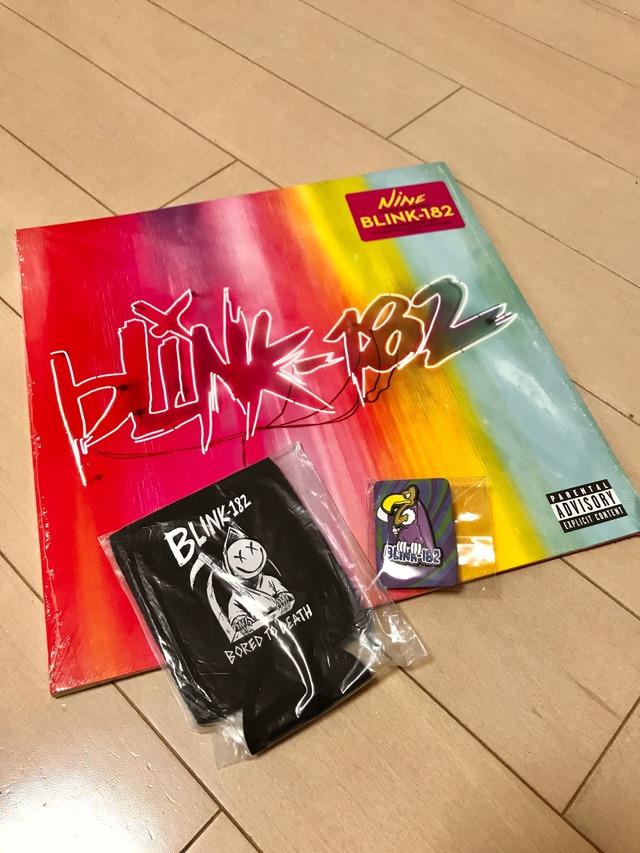 NiNE
BLINK-182
blink-182
PARENTAL
ADVISORY
EXPLICIT CONTENT
BLINK-182
BORED TO DEATH
BLINK-182